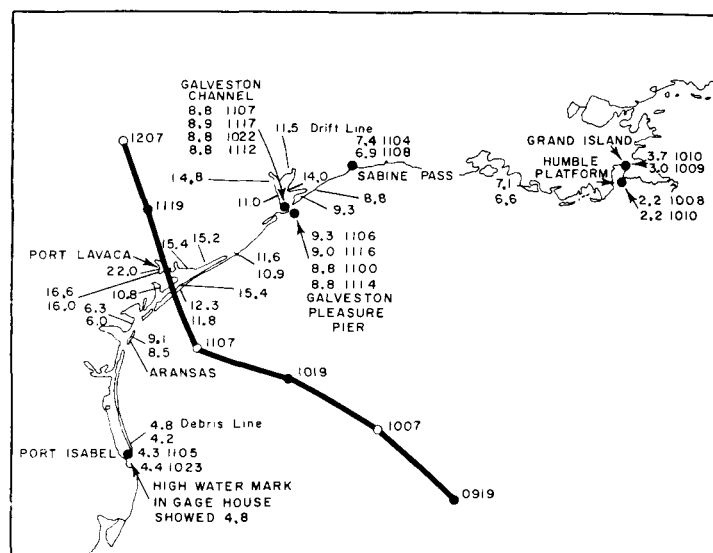 GALVESTON
CHANNEL
8.8 1107
8.9 1117
8.8 1022
8.8 1112
11.5 Drift Line
7.4 1104
6.9 1108
SABINE PASS
GRAND ISLAND
HUMBLE
PLATFORM
3.7 1010
3.0 1009
2.2 1008
2.2 1010
7.1
6.6
1207
14.8
14.0
11.0
8.8
9.3
1119
9.3 1106
9.0 1116
8.8 1100
8.8 1114
GALVESTON
PLEASURE
PIER
PORT LAVACA
22.0
15.4
15.2
11.6
10.9
16.6
16.0
10.8
15.4
12.3
11.8
6.3
6.0
9.1
8.5
ARANSAS
1107
1019
1007
0919
4.8 Debris Line
4.2
PORT ISABEL
4.3 1105
4.4 1023
HIGH WATER MARK
IN GAGE HOUSE
SHOWED 4.8